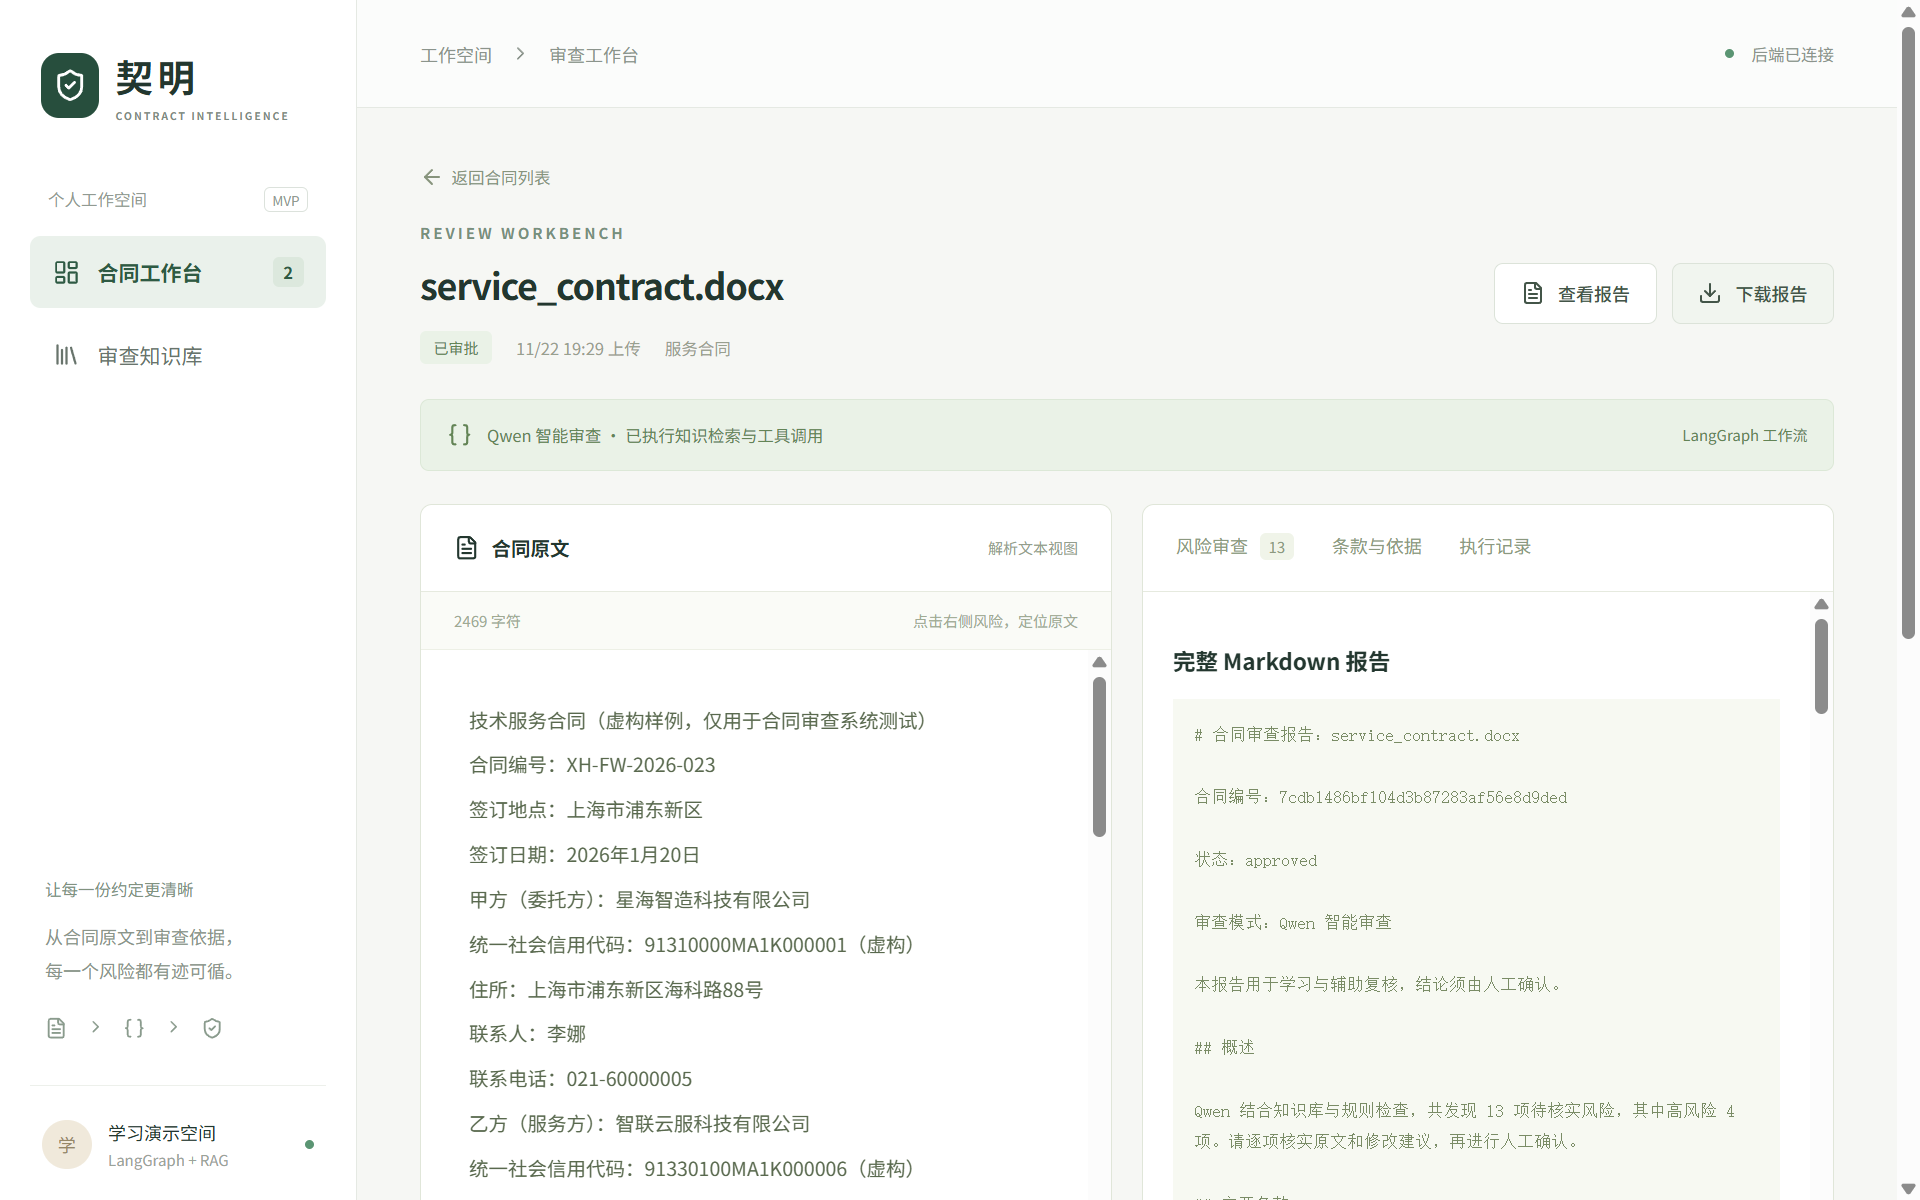 契明
CONTRACT INTELLIGENCE
个人工作空间
MVP
合同工作台
2
审查知识库
让每一份约定更清晰
从合同原文到审查依据，
每一个风险都有迹可循。
学
学习演示空间
LangGraph + RAG
工作空间
审查工作台
后端已连接
返回合同列表
REVIEW WORKBENCH
service_contract.docx
查看报告
下载报告
已审批
11/22 19:29 上传
服务合同
Qwen 智能审查 · 已执行知识检索与工具调用
LangGraph 工作流
合同原文
解析文本视图
2469 字符
点击右侧风险，定位原文
技术服务合同（虚构样例，仅用于合同审查系统测试）
合同编号：XH-FW-2026-023
签订地点：上海市浦东新区
签订日期：2026年1月20日
甲方（委托方）：星海智造科技有限公司
统一社会信用代码：91310000MA1K000001（虚构）
住所：上海市浦东新区海科路88号
联系人：李娜
联系电话：021-60000005
乙方（服务方）：智联云服科技有限公司
统一社会信用代码：91330100MA1K000006（虚构）
风险审查
13
条款与依据
执行记录
完整 Markdown 报告
# 合同审查报告：service_contract.docx
合同编号：7cdb1486bf104d3b87283af56e8d9ded
状态：approved
审查模式：Qwen 智能审查
本报告用于学习与辅助复核，结论须由人工确认。
## 概述
Qwen 结合知识库与规则检查，共发现 13 项待核实风险，其中高风险 4
项。请逐项核实原文和修改建议，再进行人工确认。